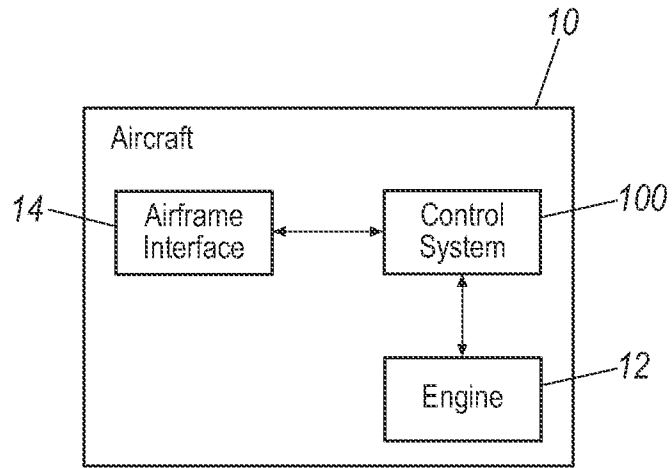 10
Aircraft
14
Airframe
Interface
Control
System
100
Engine
12